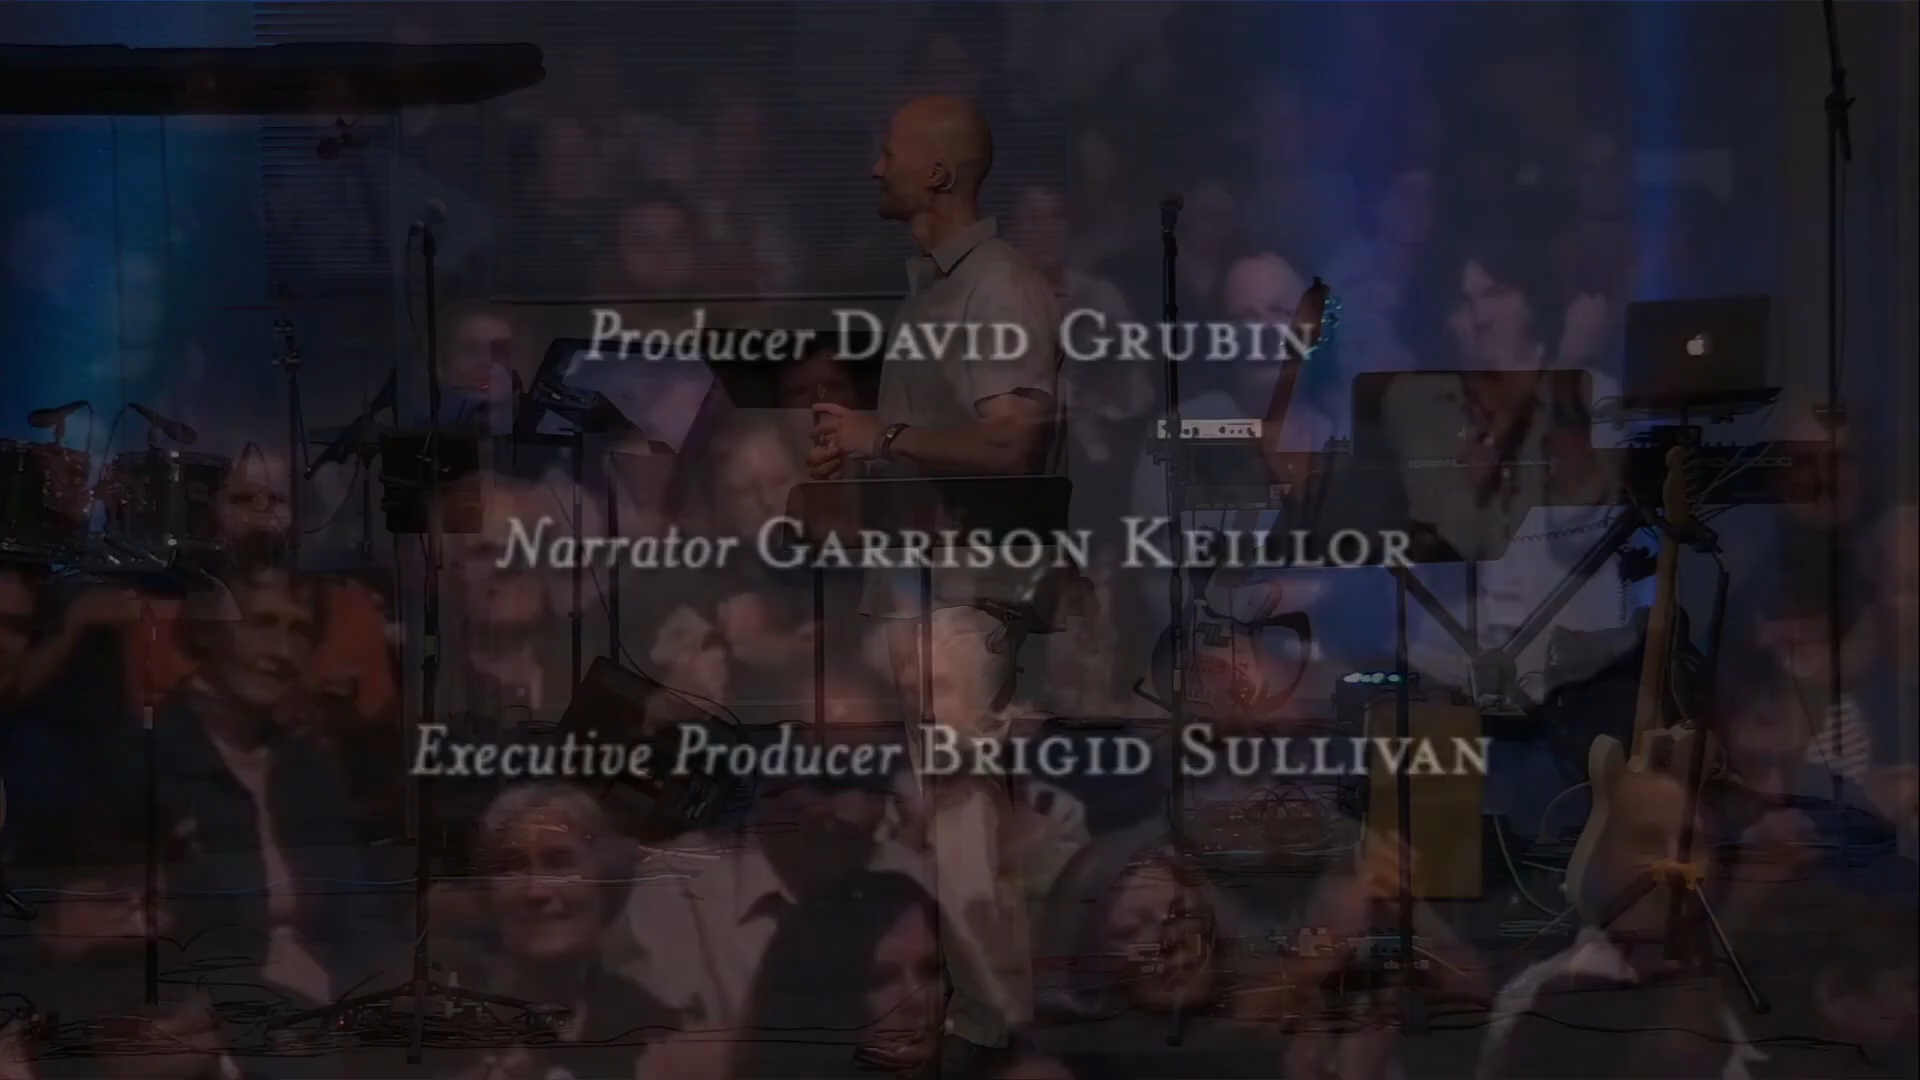 Producer DAVID GRUBIN
Narrator GARRISON KEILLOR
Executive Producer BRIGID SULLIVAN